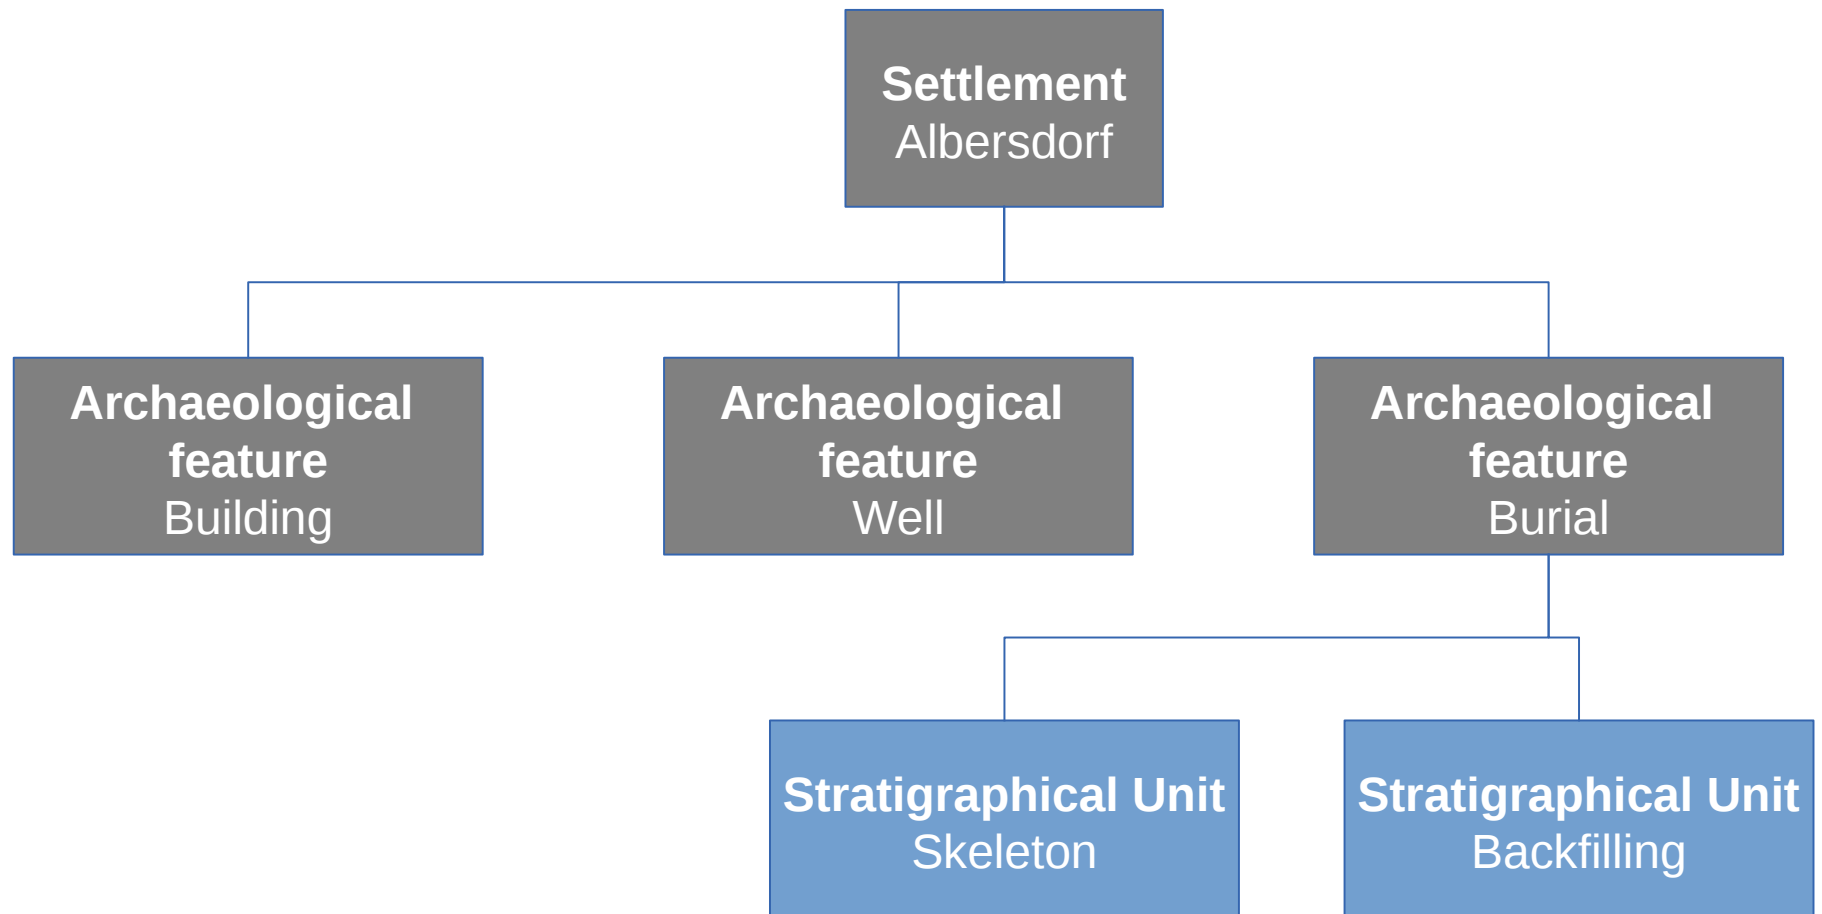 Settlement
Albersdorf
Archaeological
feature
Building
Archaeological
feature
Well
Archaeological
feature
Burial
Stratigraphical Unit
Skeleton
Stratigraphical Unit
Backfilling